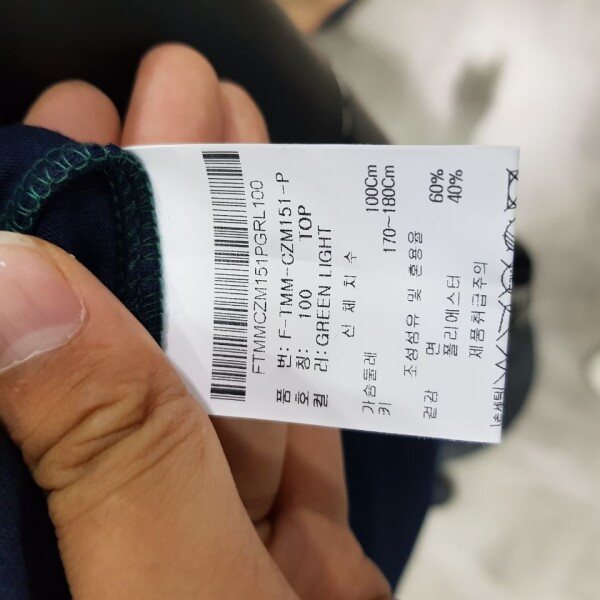 FTMMCZM151PGRL100
품 번: F-TMM-CZM151-P
호 칭: 100 TOP
컬 러: GREEN LIGHT
신 체 치 수
가슴둘레 100Cm
키 170~180Cm
조성섬유 및 혼용율
겉감 면 60%
폴리에스터 40%
제품취급주의